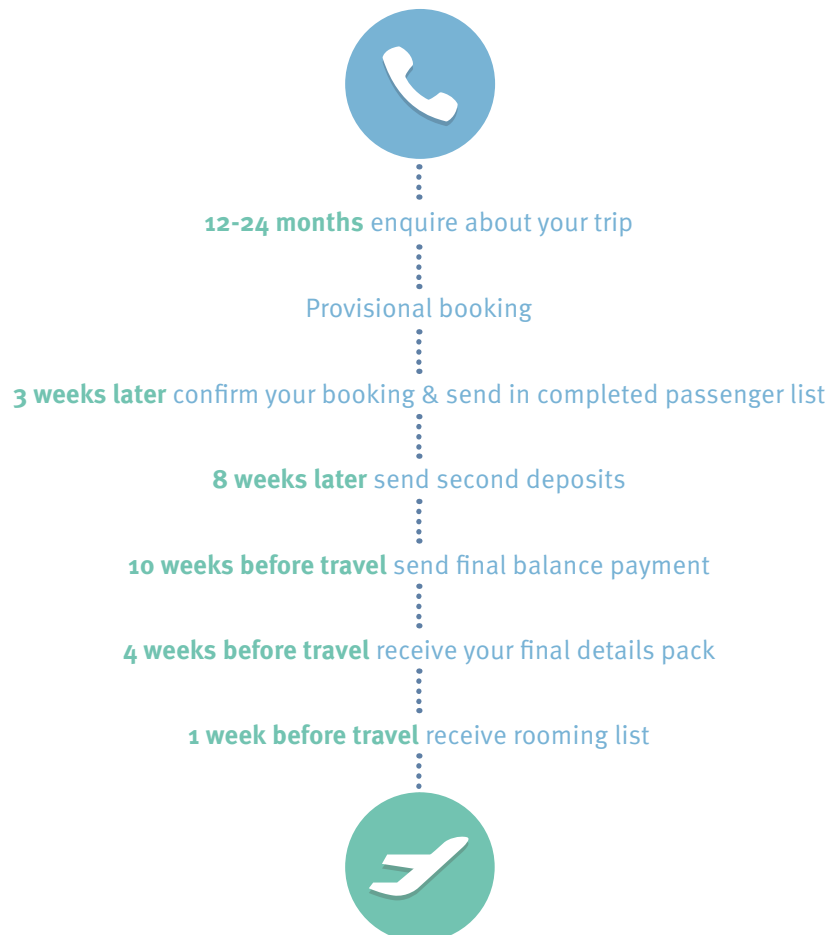 12-24 months enquire about your trip
Provisional booking
3 weeks later confirm your booking & send in completed passenger list
8 weeks later send second deposits
10 weeks before travel send final balance payment
4 weeks before travel receive your final details pack
1 week before travel receive rooming list